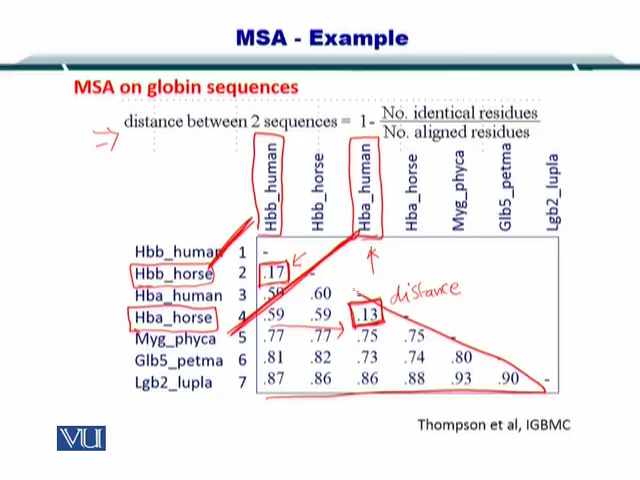 MSA - Example
MSA on globin sequences
distance between 2 sequences = 1- No. identical residues
No. aligned residues
Hbb_human Hbb_horse Hba_human Hba_horse Myg_phyca Glb5_petma Lgb2_lupla
Hbb_human 1 -
Hbb_horse 2 .17 -
Hba_human 3 .59 .60 -
distance
Hba_horse 4 .59 .59 .13 -
Myg_phyca 5 .77 .77 .75 .75 -
Glb5_petma 6 .81 .82 .73 .74 .80 -
Lgb2_lupla 7 .87 .86 .86 .88 .93 .90 -
Thompson et al, IGBMC
VU